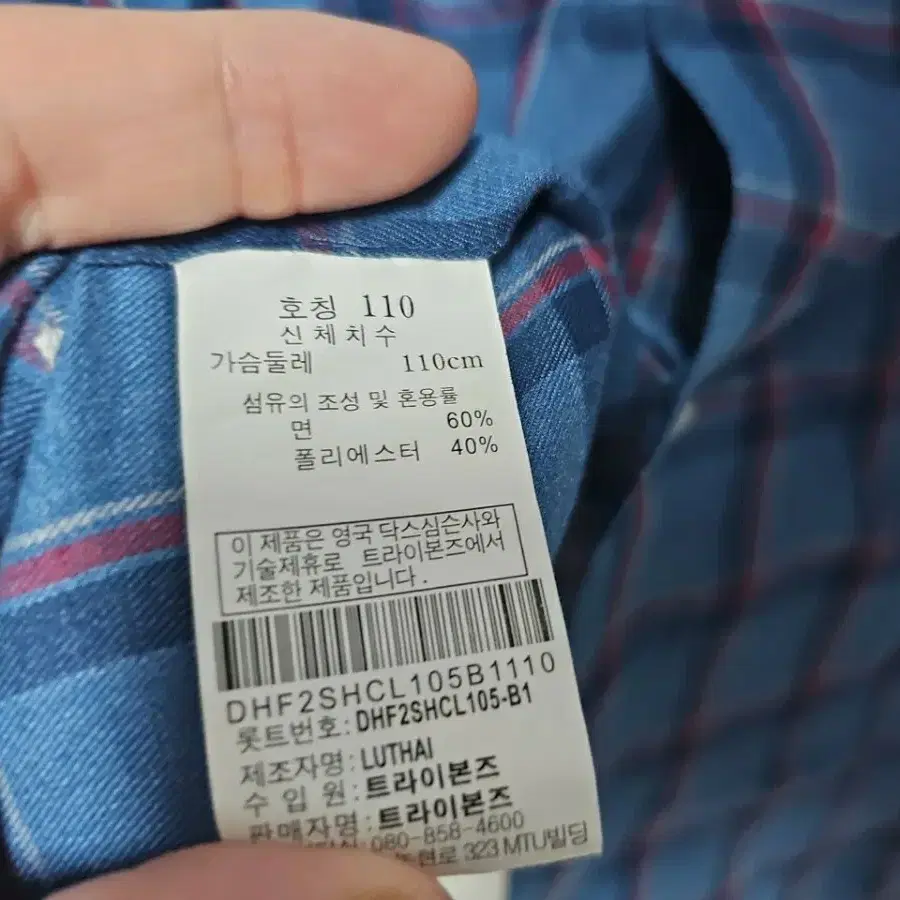 호칭 110
신체치수
가슴둘레 110cm
섬유의 조성 및 혼용률
면 60%
폴리에스터 40%
이 제품은 영국 닥스심슨사와
기술제휴로 트라이본즈에서
제조한 제품입니다.
DHF2SHCL105B1110
롯트번호: DHF2SHCL105-B1
제조자명: LUTHAI
수 입 원: 트라이본즈
판매자명: 트라이본즈
080-858-4600
323 MTU빌딩